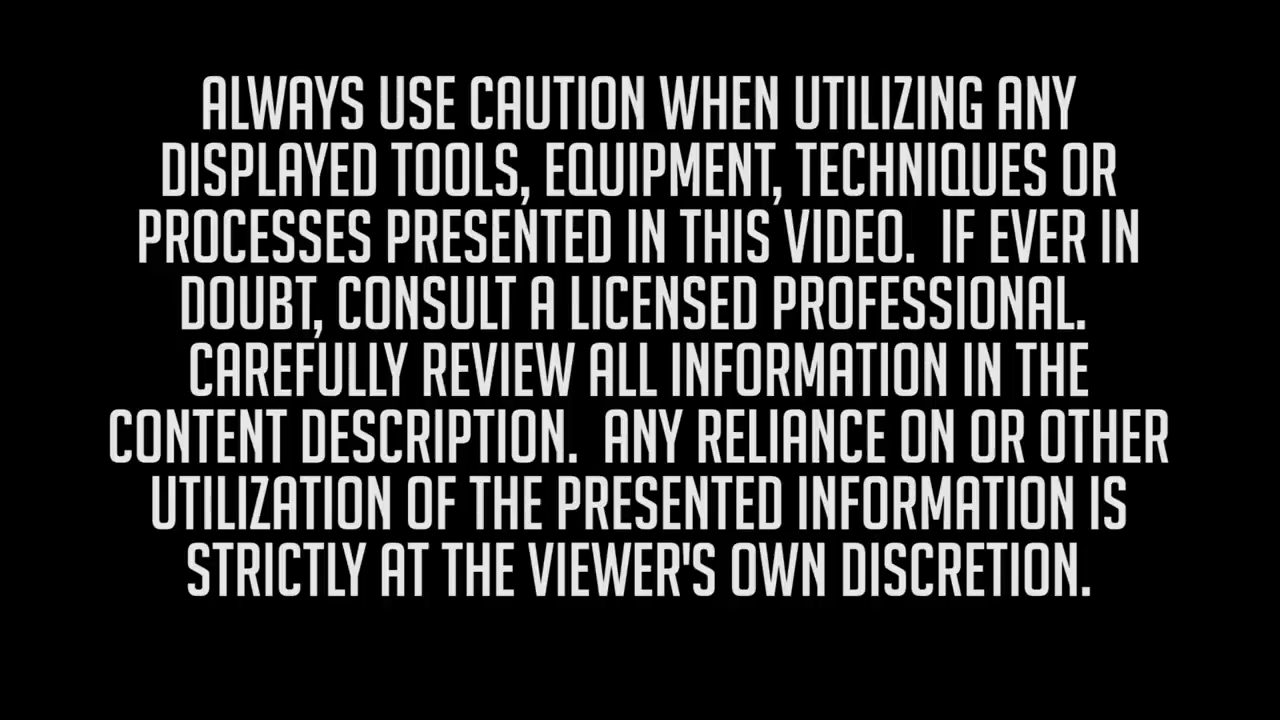 ALWAYS USE CAUTION WHEN UTILIZING ANY
DISPLAYED TOOLS, EQUIPMENT, TECHNIQUES OR
PROCESSES PRESENTED IN THIS VIDEO.  IF EVER IN
DOUBT, CONSULT A LICENSED PROFESSIONAL.
CAREFULLY REVIEW ALL INFORMATION IN THE
CONTENT DESCRIPTION.  ANY RELIANCE ON OR OTHER
UTILIZATION OF THE PRESENTED INFORMATION IS
STRICTLY AT THE VIEWER'S OWN DISCRETION.